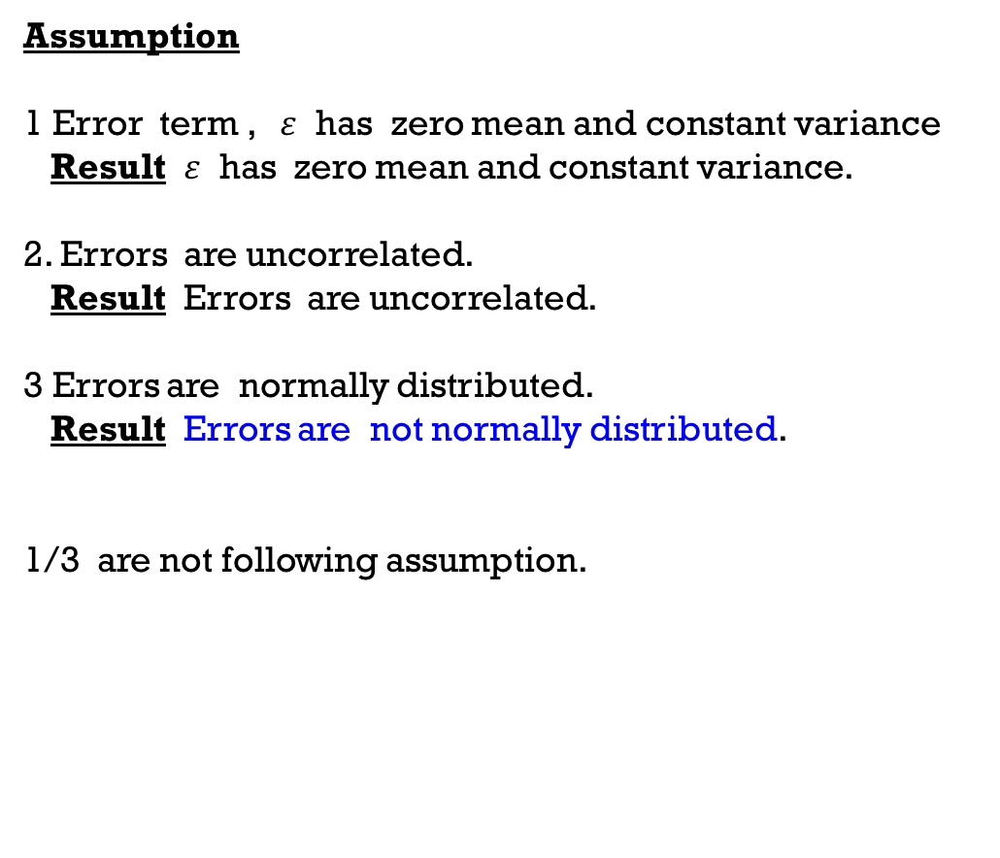 Assumption
1 Error term , ε has zero mean and constant variance
Result ε has zero mean and constant variance.
2. Errors are uncorrelated.
Result Errors are uncorrelated.
3 Errors are normally distributed.
Result Errors are not normally distributed.
1/3 are not following assumption.